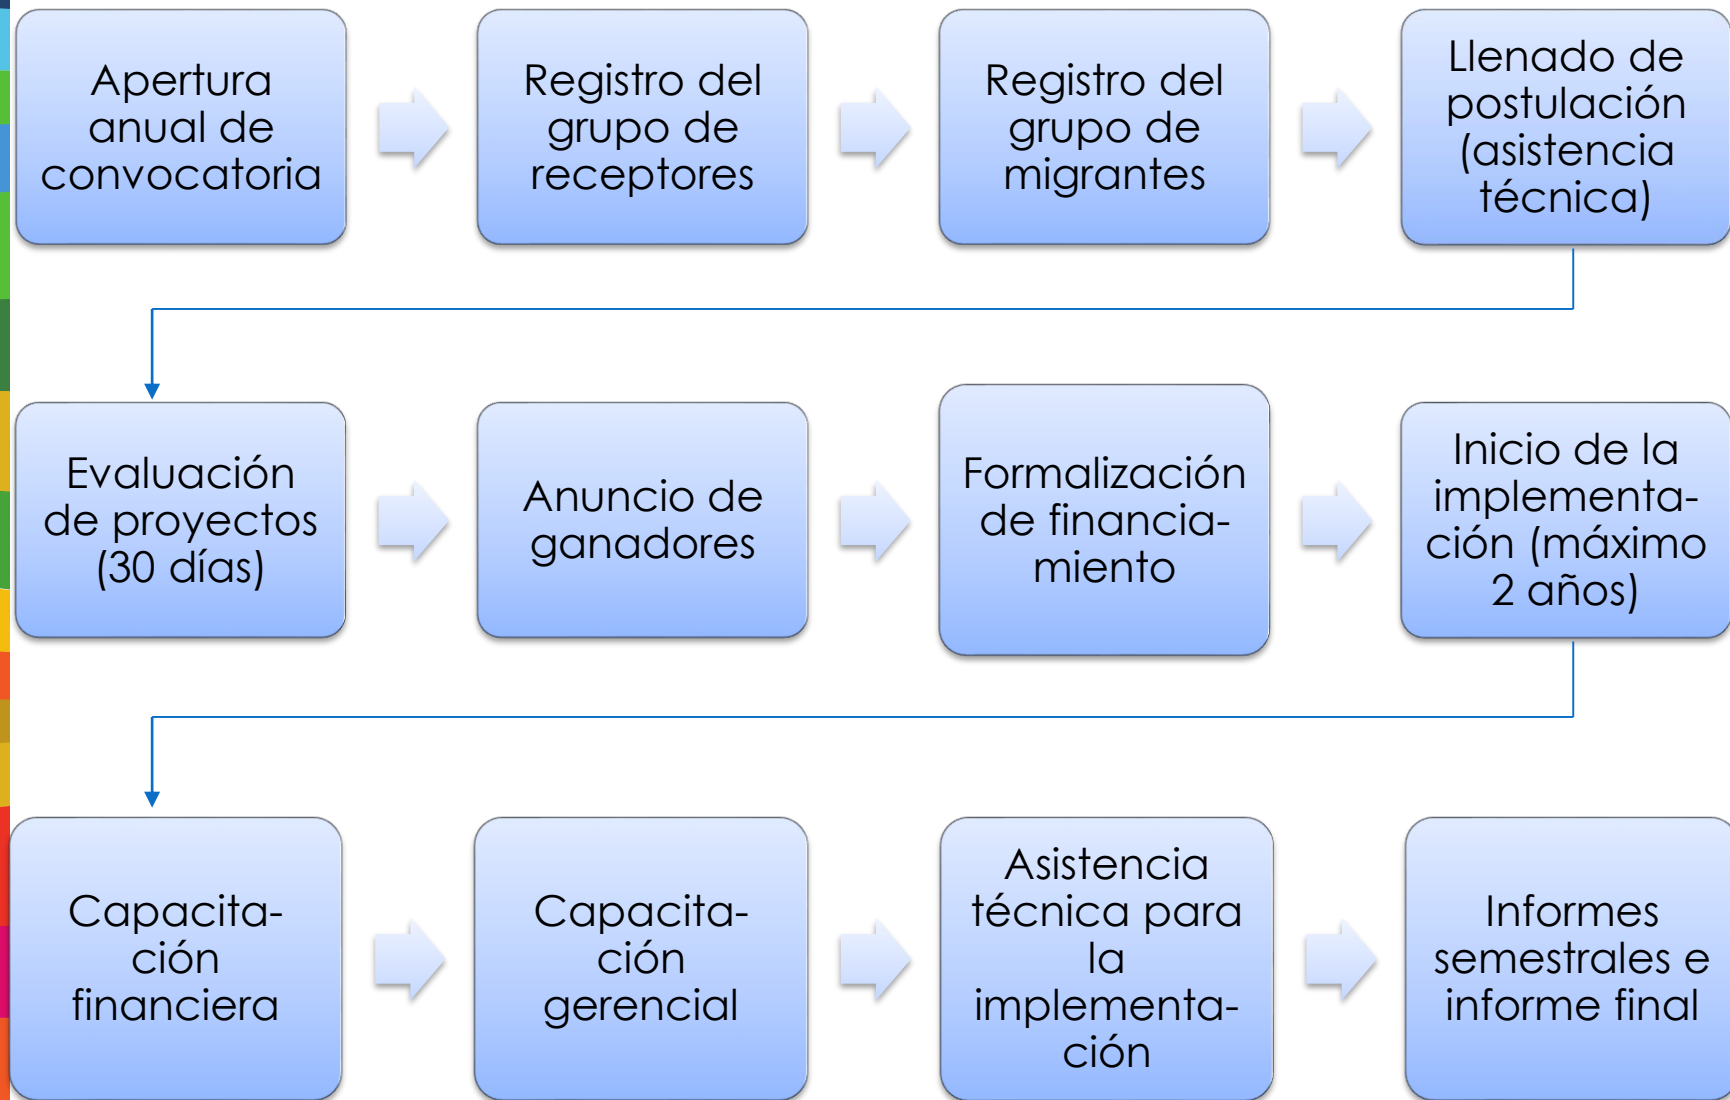 Apertura
anual de
convocatoria
Registro del
grupo de
receptores
Registro del
grupo de
migrantes
Llenado de
postulación
(asistencia
técnica)
Evaluación
de proyectos
(30 días)
Anuncio de
ganadores
Formalización
de financia-
miento
Inicio de la
implementa-
ción (máximo
2 años)
Capacita-
ción
financiera
Capacita-
ción
gerencial
Asistencia
técnica para
la
implementa-
ción
Informes
semestrales e
informe final